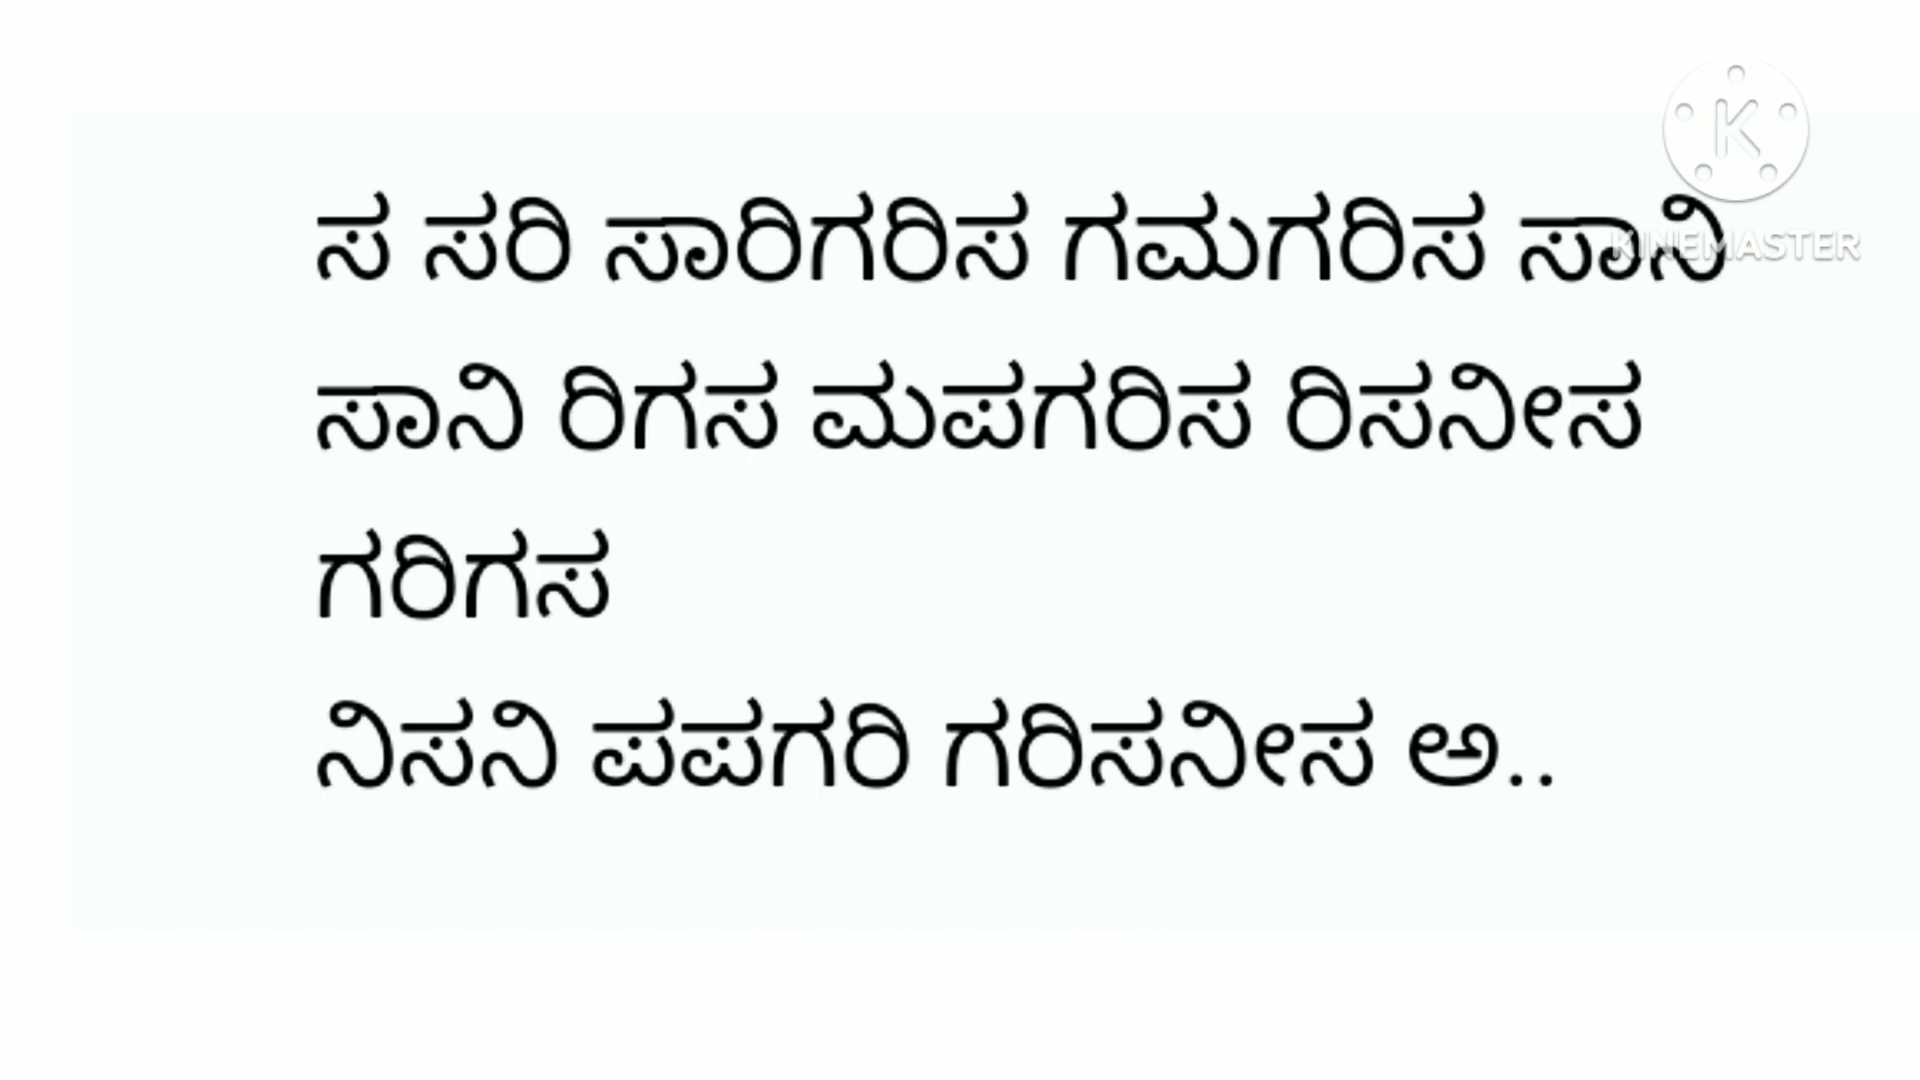 K
KINEMASTER
ಸ ಸರಿ ಸಾರಿಗರಿಸ ಗಮಗರಿಸ ಸಾನಿ
ಸಾನಿ ರಿಗಸ ಮಪಗರಿಸ ರಿಸನೀಸ
ಗರಿಗಸ
ನಿಸನಿ ಪಪಗರಿ ಗರಿಸನೀಸ ಅ..